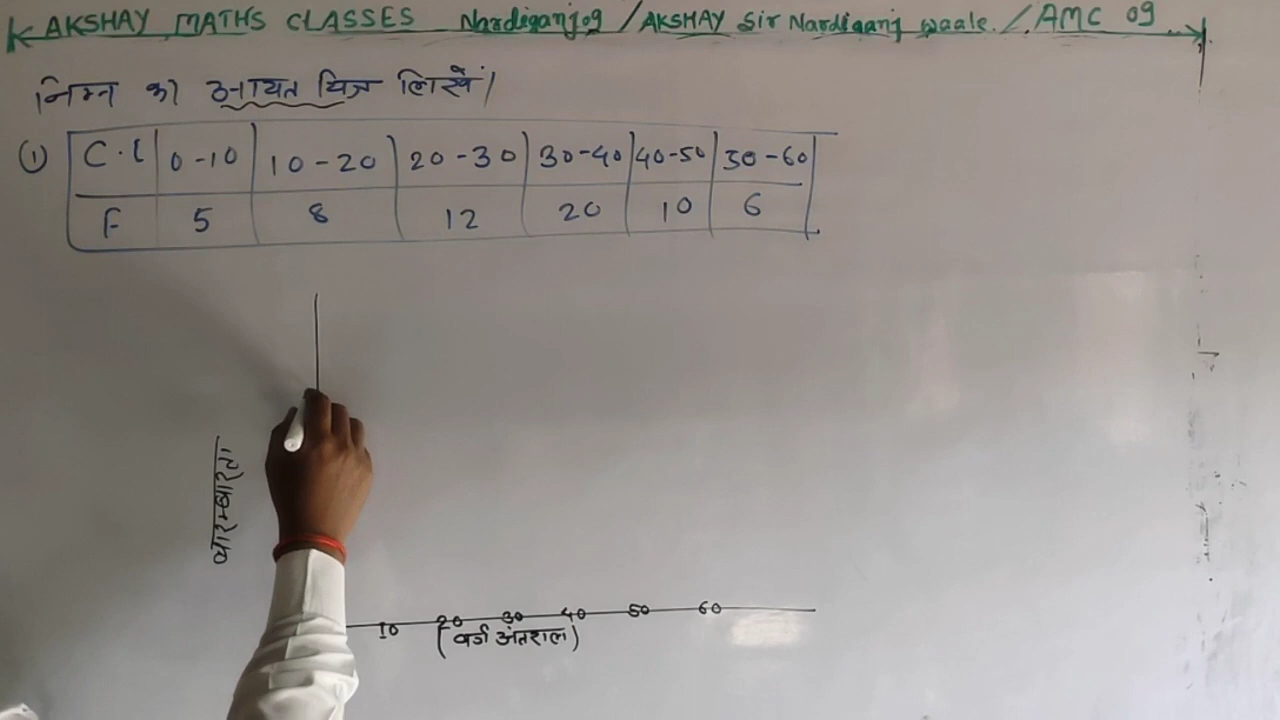 AKSHAY MATHS CLASSES Nardiganj09 / AKSHAY Sir Nardiganj waale. / AMC 09
निम्न का आयत चित्र लिखें।
① C.I 0-10 10-20 20-30 30-40 40-50 50-60
F 5 8 12 20 10 6
बारम्बारता
10 20 30 40 50 60
(वर्ग अंतराल)